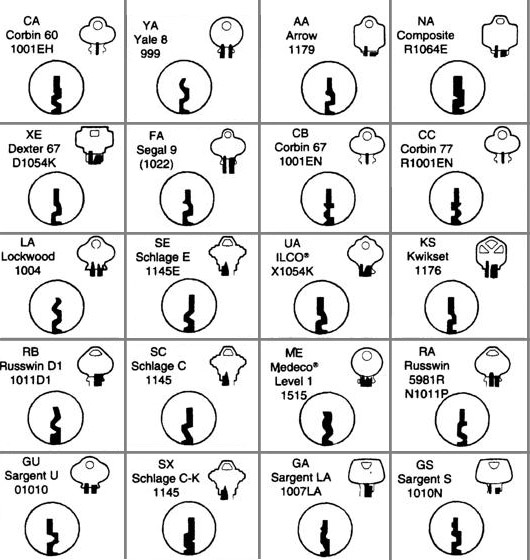 CA
Corbin 60
1001EH
YA
Yale 8
999
AA
Arrow
1179
NA
Composite
R1064E
XE
Dexter 67
D1054K
FA
Segal 9
(1022)
CB
Corbin 67
1001EN
CC
Corbin 77
R1001EN
LA
Lockwood
1004
SE
Schlage E
1145E
UA
ILCO®
X1054K
KS
Kwikset
1176
RB
Russwin D1
1011D1
SC
Schlage C
1145
ME
Medeco®
Level 1
1515
RA
Russwin
5981R
N1011P
GU
Sargent U
01010
SX
Schlage C-K
1145
GA
Sargent LA
1007LA
GS
Sargent S
1010N